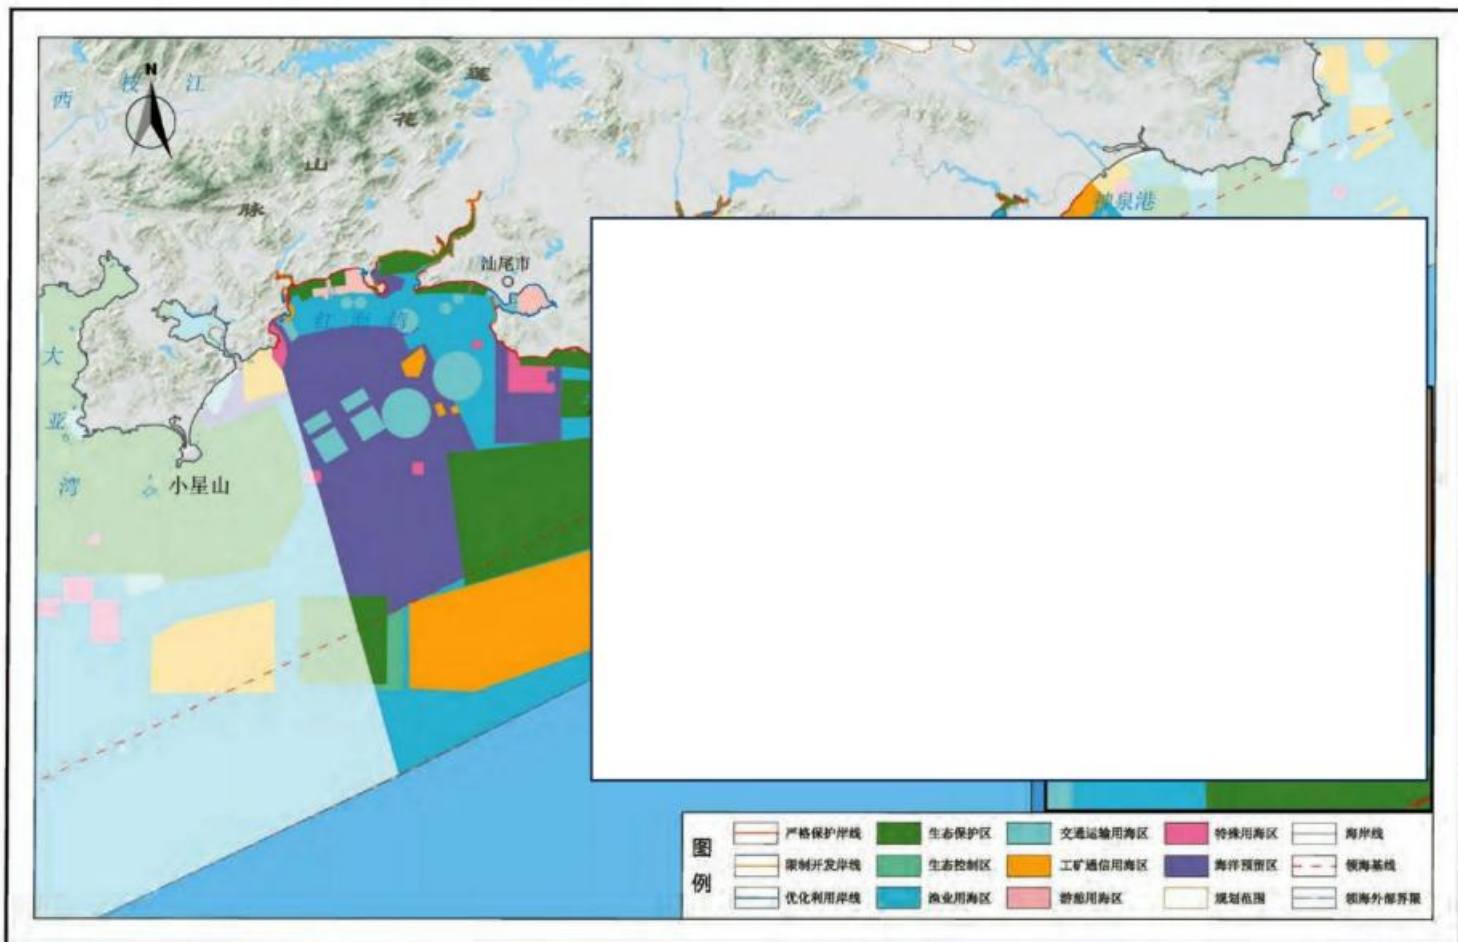 N
西 枝 江
莲
花
山
脉
神泉港
汕尾市
红 海 湾
大
亚
湾
小星山
图
例
严格保护岸线
生态保护区
交通运输用海区
特殊用海区
海岸线
限制开发岸线
生态控制区
工矿通信用海区
海洋预留区
领海基线
优化利用岸线
渔业用海区
游憩用海区
规划范围
领海外部界限